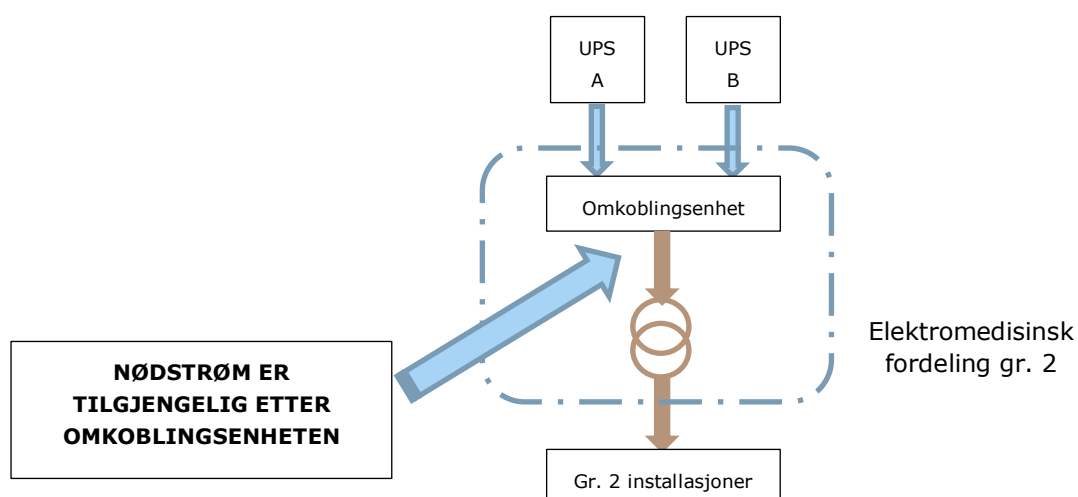 UPS
A
UPS
B
Omkoblingsenhet
Elektromedisinsk
fordeling gr. 2
NØDSTRØM ER
TILGJENGELIG ETTER
OMKOBLINGSENHETEN
Gr. 2 installasjoner